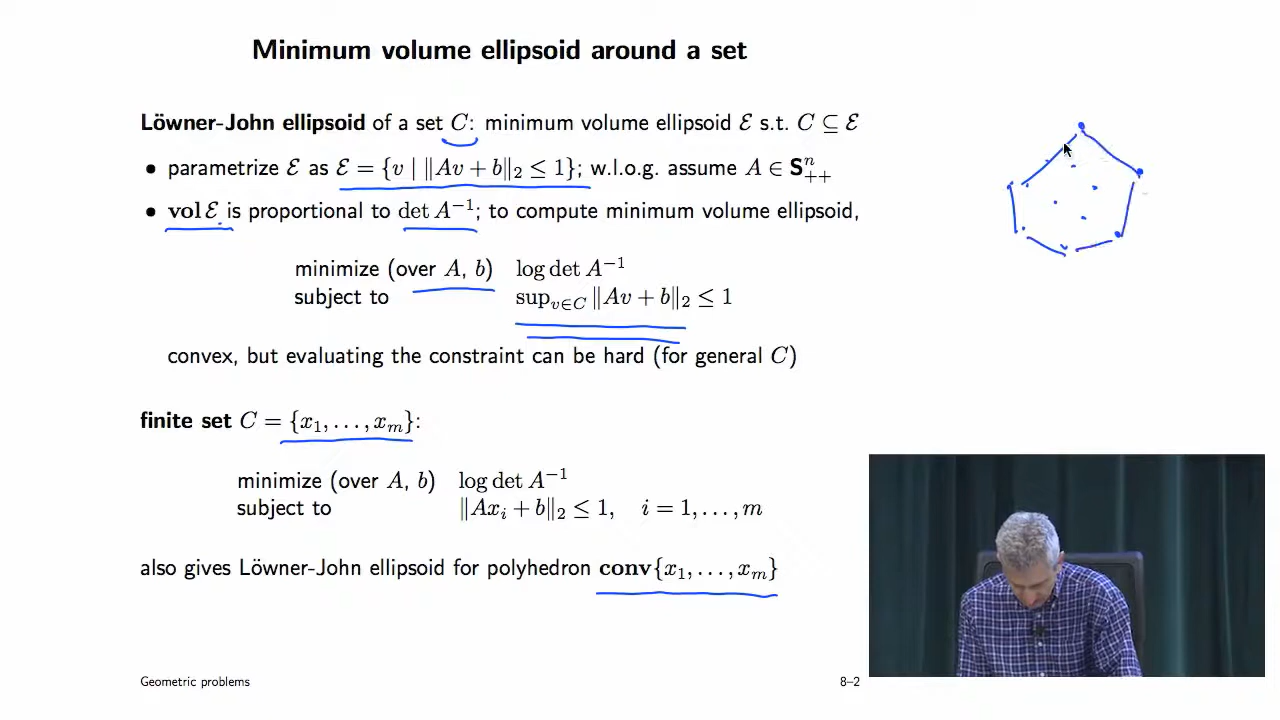 Minimum volume ellipsoid around a set
Löwner-John ellipsoid of a set C: minimum volume ellipsoid ℰ s.t. C ⊆ ℰ
• parametrize ℰ as ℰ = {v | ‖Av + b‖₂ ≤ 1}; w.l.o.g. assume A ∈ Sⁿ₊₊
• vol ℰ is proportional to det A⁻¹; to compute minimum volume ellipsoid,
minimize (over A, b) log det A⁻¹
subject to sup_{v∈C} ‖Av + b‖₂ ≤ 1
convex, but evaluating the constraint can be hard (for general C)
finite set C = {x₁, . . . , xₘ}:
minimize (over A, b) log det A⁻¹
subject to ‖Axᵢ + b‖₂ ≤ 1, i = 1, . . . , m
also gives Löwner-John ellipsoid for polyhedron conv{x₁, . . . , xₘ}
Geometric problems 8–2